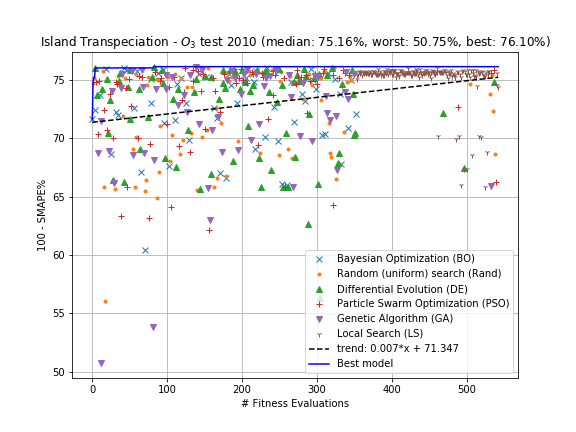 Island Transpeciation - O₃ test 2010 (median: 75.16%, worst: 50.75%, best: 76.10%)
100 - SMAPE%
75
70
65
60
55
50
0
100
200
300
400
500
# Fitness Evaluations
Bayesian Optimization (BO)
Random (uniform) search (Rand)
Differential Evolution (DE)
Particle Swarm Optimization (PSO)
Genetic Algorithm (GA)
Local Search (LS)
trend: 0.007*x + 71.347
Best model